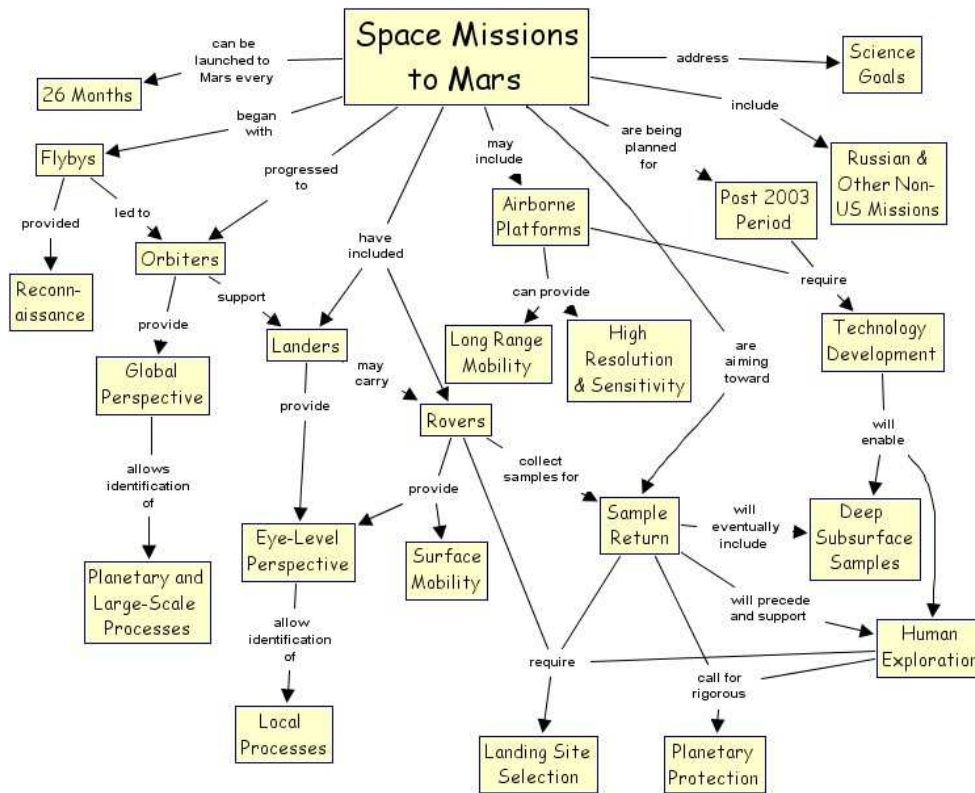 Space Missions
to Mars
can be
launched to
Mars every
26 Months
address
Science
Goals
include
Russian &
Other Non-
US Missions
began
with
Flybys
provided
Reconn-
aissance
led to
progressed
to
Orbiters
support
provide
Global
Perspective
allows
identification
of
Planetary and
Large-Scale
Processes
have
included
Landers
may
carry
provide
Eye-Level
Perspective
allow
identification
of
Local
Processes
Rovers
provide
Surface
Mobility
collect
samples for
may
include
Airborne
Platforms
can provide
Long Range
Mobility
High
Resolution
& Sensitivity
are being
planned
for
Post 2003
Period
require
Technology
Development
will
enable
are
aiming
toward
Sample
Return
will
eventually
include
Deep
Subsurface
Samples
will precede
and support
Human
Exploration
require
Landing Site
Selection
call for
rigorous
Planetary
Protection